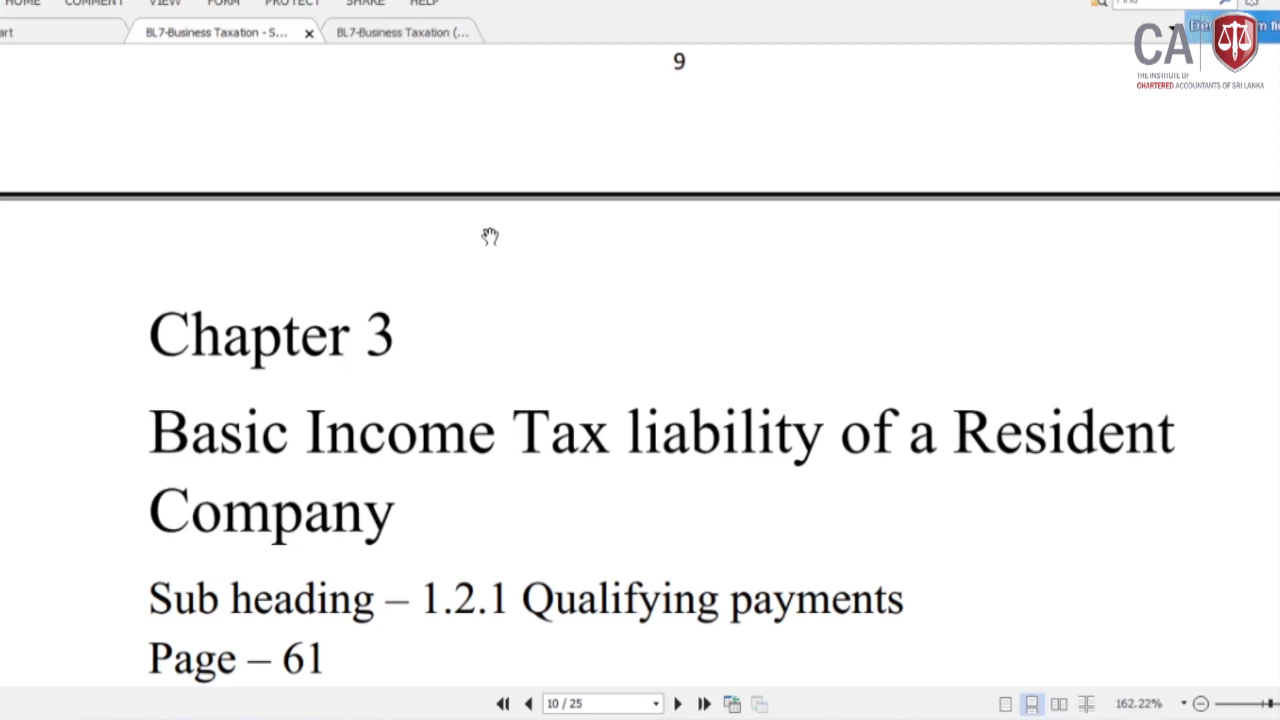 HOME COMMENT VIEW FORM PROTECT SHARE HELP Find
art BL7-Business Taxation - S... BL7-Business Taxation (...
CA
THE INSTITUTE OF
CHARTERED ACCOUNTANTS OF SRI LANKA
9
Chapter 3
Basic Income Tax liability of a Resident
Company
Sub heading – 1.2.1 Qualifying payments
Page – 61
10 / 25 162.22%